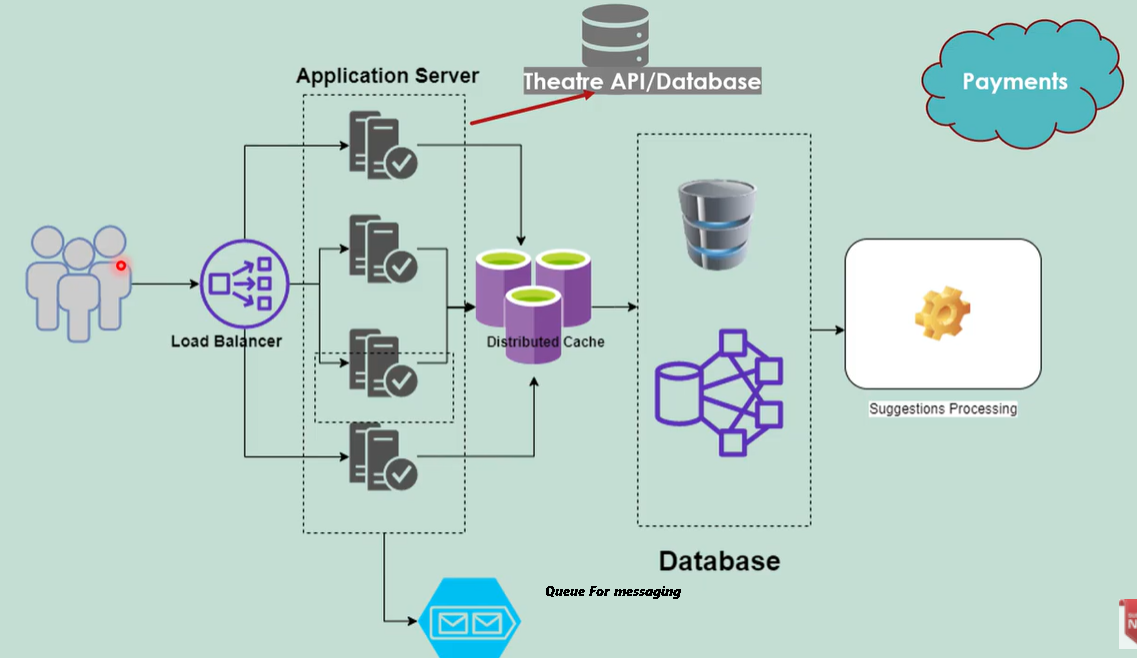 Application Server
Theatre API/Database
Payments
Load Balancer
Distributed Cache
Suggestions Processing
Database
Queue For messaging